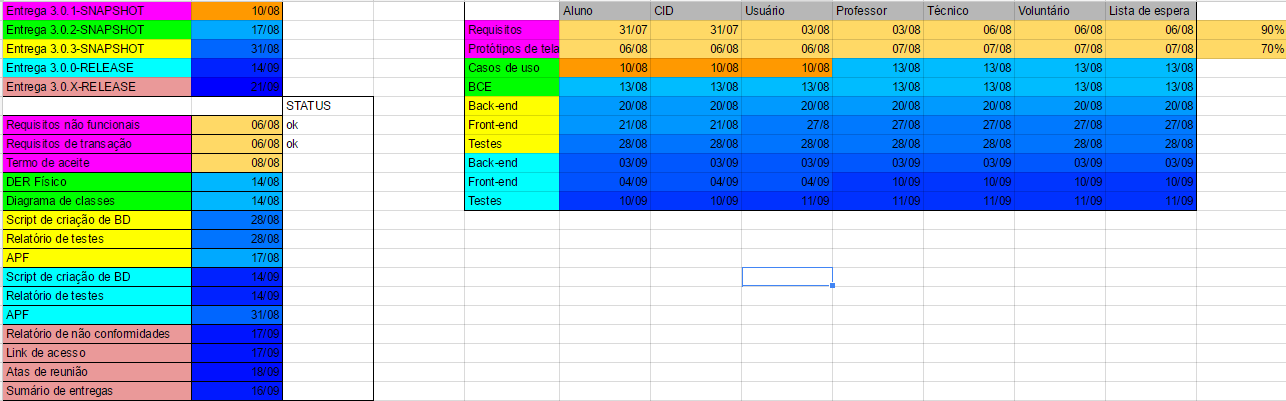 Entrega 3.0.1-SNAPSHOT 10/08
Entrega 3.0.2-SNAPSHOT 17/08
Entrega 3.0.3-SNAPSHOT 31/08
Entrega 3.0.0-RELEASE 14/09
Entrega 3.0.X-RELEASE 21/09
STATUS
Requisitos não funcionais 06/08 ok
Requisitos de transação 06/08 ok
Termo de aceite 08/08
DER Físico 14/08
Diagrama de classes 14/08
Script de criação de BD 28/08
Relatório de testes 28/08
APF 17/08
Script de criação de BD 14/09
Relatório de testes 14/09
APF 31/08
Relatório de não conformidades 17/09
Link de acesso 17/09
Atas de reunião 18/09
Sumário de entregas 16/09
Aluno CID Usuário Professor Técnico Voluntário Lista de espera
Requisitos 31/07 31/07 03/08 03/08 06/08 06/08 06/08 90%
Protótipos de tela 06/08 06/08 06/08 07/08 07/08 07/08 07/08 70%
Casos de uso 10/08 10/08 10/08 13/08 13/08 13/08 13/08
BCE 13/08 13/08 13/08 13/08 13/08 13/08 13/08
Back-end 20/08 20/08 20/08 20/08 20/08 20/08 20/08
Front-end 21/08 21/08 27/8 27/08 27/08 27/08 27/08
Testes 28/08 28/08 28/08 28/08 28/08 28/08 28/08
Back-end 03/09 03/09 03/09 03/09 03/09 03/09 03/09
Front-end 04/09 04/09 04/09 10/09 10/09 10/09 10/09
Testes 10/09 10/09 11/09 11/09 11/09 11/09 11/09